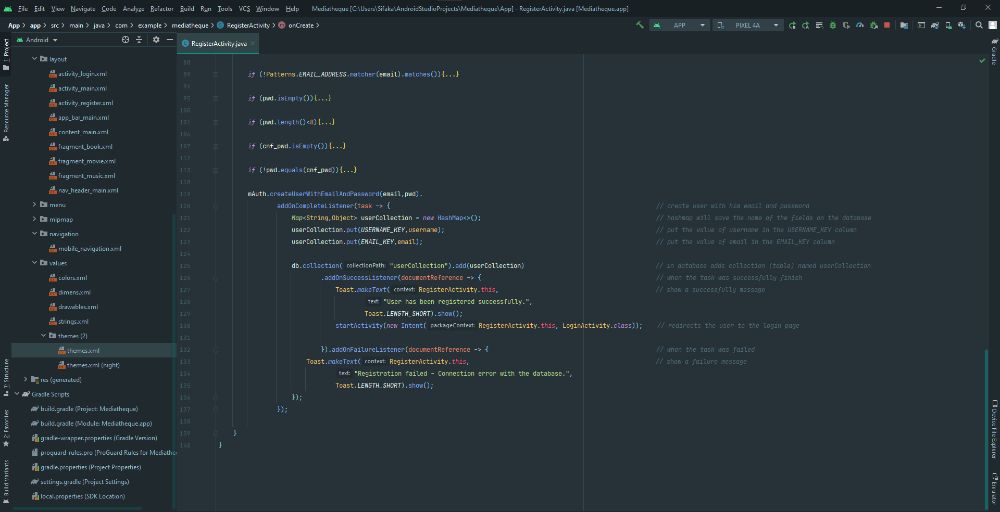 File Edit View Navigate Code Analyze Refactor Build Run Tools VCS Window Help Mediatheque [C:\Users\Sifaka\AndroidStudioProjects\Mediatheque\App] - RegisterActivity.java [Mediatheque.app]
App > app > src > main > java > com > example > mediatheque > RegisterActivity > onCreate >
APP PIXEL 4A
Android
RegisterActivity.java
1: Project
Resource Manager
7: Structure
2: Favorites
Build Variants
layout
activity_login.xml
activity_main.xml
activity_register.xml
app_bar_main.xml
content_main.xml
fragment_book.xml
fragment_movie.xml
fragment_music.xml
nav_header_main.xml
menu
mipmap
navigation
mobile_navigation.xml
values
colors.xml
dimens.xml
drawables.xml
strings.xml
themes (2)
themes.xml
themes.xml (night)
res (generated)
Gradle Scripts
build.gradle (Project: Mediatheque)
build.gradle (Module: Mediatheque.app)
gradle-wrapper.properties (Gradle Version)
proguard-rules.pro (ProGuard Rules for Mediathe
gradle.properties (Project Properties)
settings.gradle (Project Settings)
local.properties (SDK Location)
88
89 if (!Patterns.EMAIL_ADDRESS.matcher(email).matches()){...}
94
95 if (pwd.isEmpty()){...}
100
101 if (pwd.length()<8){...}
106
107 if (cnf_pwd.isEmpty()){...}
112
113 if (!pwd.equals(cnf_pwd)){...}
118
119 mAuth.createUserWithEmailAndPassword(email,pwd).
120 addOnCompleteListener(task -> { // create user with him email and password
121 Map<String,Object> userCollection = new HashMap<>(); // hashmap will save the name of the fields on the database
122 userCollection.put(USERNAME_KEY,username); // put the value of username in the USERNAME_KEY column
123 userCollection.put(EMAIL_KEY,email); // put the value of email in the EMAIL_KEY column
124
125 db.collection( collectionPath: "userCollection").add(userCollection) // in database adds collection (table) named userCollection
126 .addOnSuccessListener(documentReference -> { // when the task was successfully finish
127 Toast.makeText( context: RegisterActivity.this, // show a successfully message
128 text: "User has been registered successfully.",
129 Toast.LENGTH_SHORT).show();
130 startActivity(new Intent( packageContext: RegisterActivity.this, LoginActivity.class)); // redirects the user to the login page
131
132 }).addOnFailureListener(documentReference -> { // when the task was failed
133 Toast.makeText( context: RegisterActivity.this, // show a failure message
134 text: "Registration failed - Connection error with the database.",
135 Toast.LENGTH_SHORT).show();
136 });
137 });
138
139 }
140 }
Gradle
Device File Explorer
Emulator